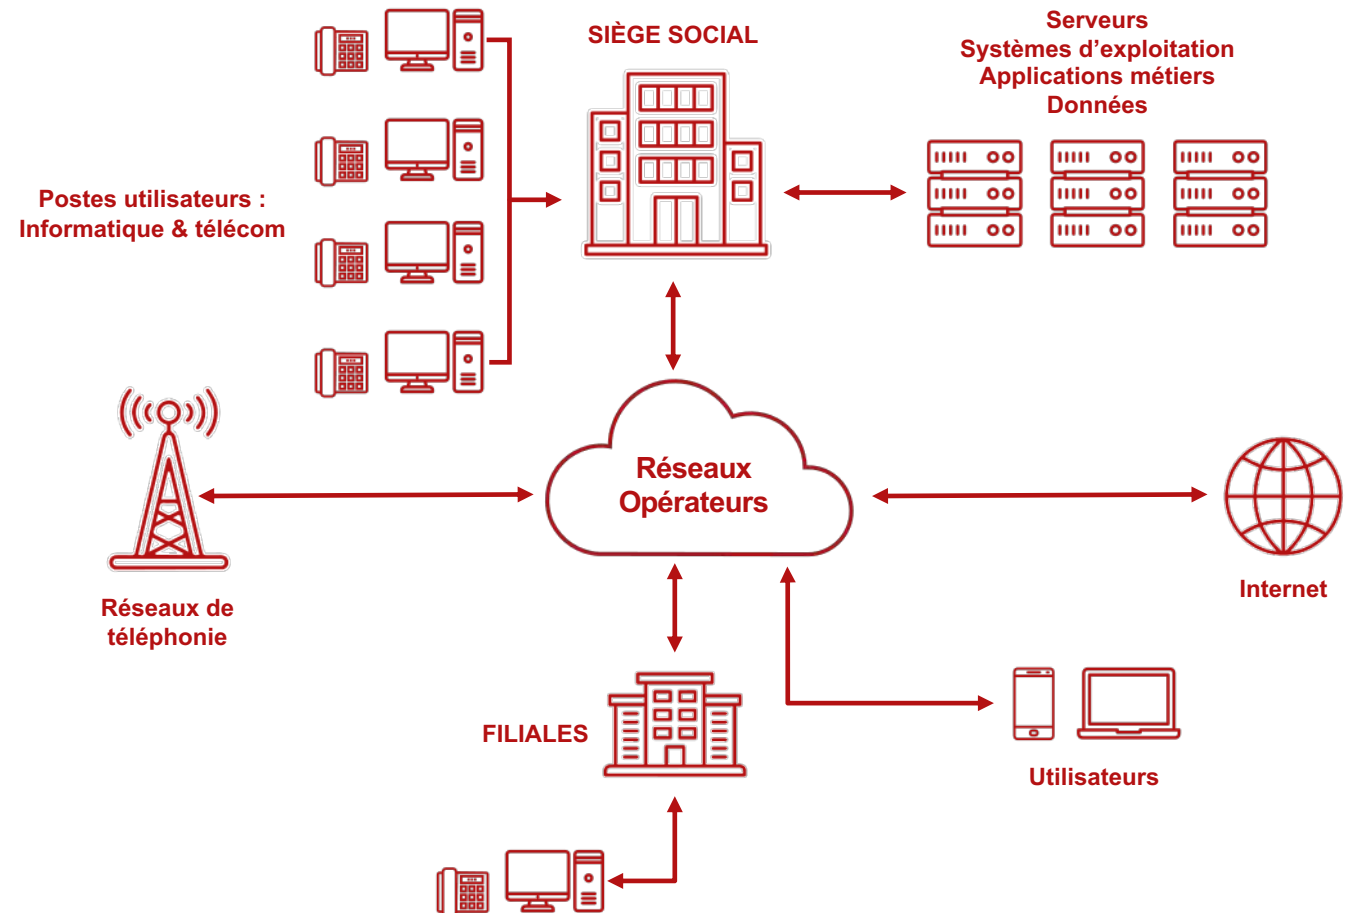 SIÈGE SOCIAL
Serveurs
Systèmes d’exploitation
Applications métiers
Données
Postes utilisateurs :
Informatique & télécom
Réseaux
Opérateurs
Réseaux de
téléphonie
Internet
FILIALES
Utilisateurs